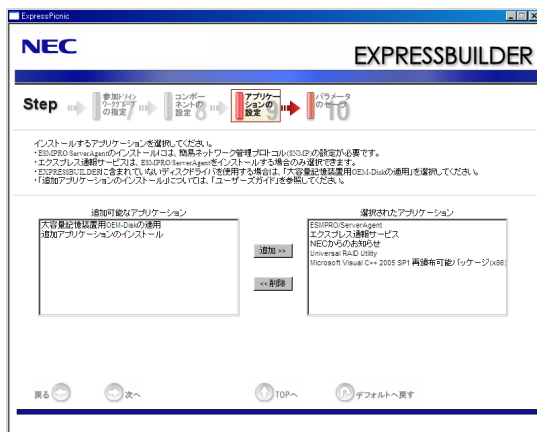 ExpressPicnic
NEC
EXPRESSBUILDER
Step
参加ドメイン
ワークグループ
の指定 7
コンポー
ネントの
設定 8
アプリケー
ションの
設定 9
パラメータ
のセーブ
10
インストールするアプリケーションを選択してください。
・ESMPRO/ServerAgentのインストールには、簡易ネットワーク管理プロトコル(SNMP)の設定が必要です。
・エクスプレス通報サービスは、ESMPRO/ServerAgentをインストールする場合のみ選択できます。
・EXPRESSBUILDERに含まれていないディスクドライバを使用する場合は、「大容量記憶装置用OEM-Diskの適用」を選択してください。
・「追加アプリケーションのインストール」については、「ユーザーズガイド」を参照してください。
追加可能なアプリケーション
大容量記憶装置用OEM-Diskの適用
追加アプリケーションのインストール
追加 >>
<< 削除
選択されたアプリケーション
ESMPRO/ServerAgent
エクスプレス通報サービス
NECからのお知らせ
Universal RAID Utility
Microsoft Visual C++ 2005 SP1 再頒布可能パッケージ(x86)
戻る
次へ
TOPへ
デフォルトへ戻す